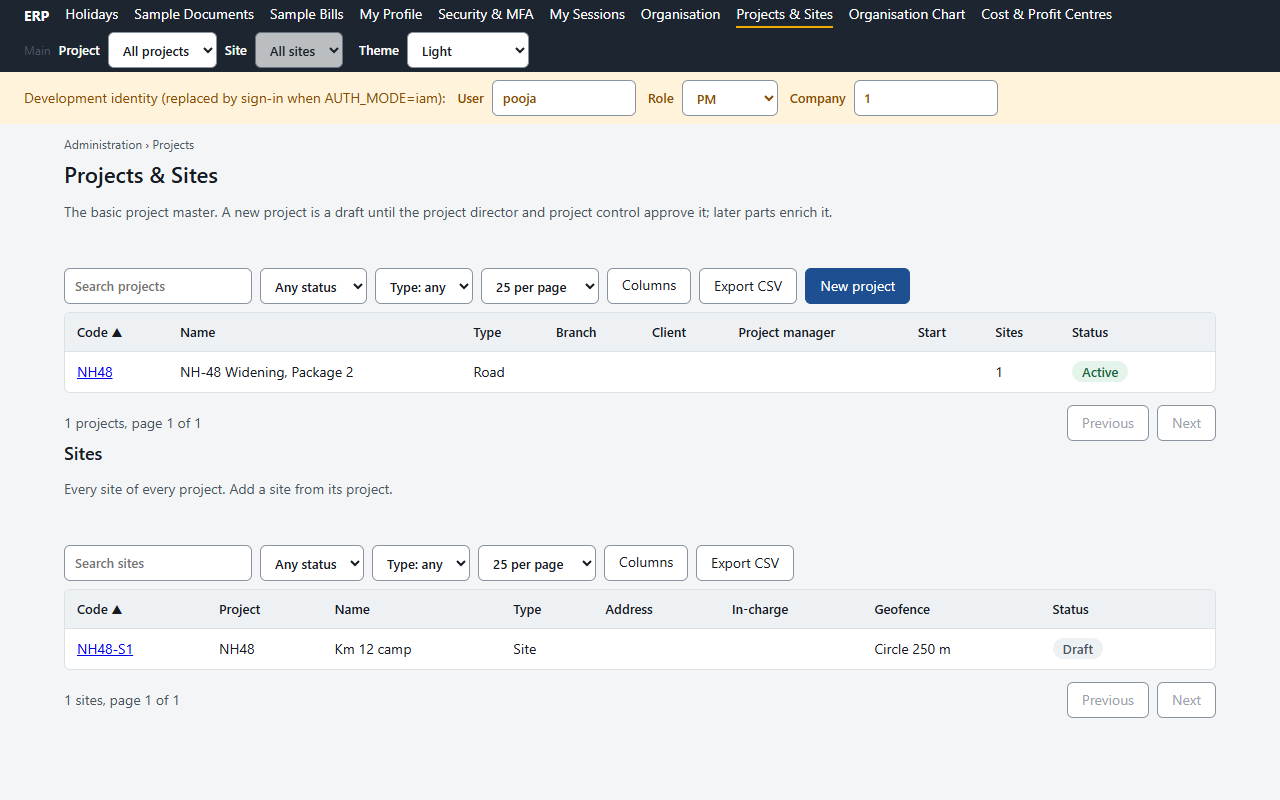 ERP Holidays Sample Documents Sample Bills My Profile Security & MFA My Sessions Organisation Projects & Sites Organisation Chart Cost & Profit Centres
Main Project All projects Site All sites Theme Light
Development identity (replaced by sign-in when AUTH_MODE=iam): User pooja Role PM Company 1
Administration › Projects
Projects & Sites
The basic project master. A new project is a draft until the project director and project control approve it; later parts enrich it.
Search projects Any status Type: any 25 per page Columns Export CSV New project
Code ▲ Name Type Branch Client Project manager Start Sites Status
NH48 NH-48 Widening, Package 2 Road 1 Active
1 projects, page 1 of 1 Previous Next
Sites
Every site of every project. Add a site from its project.
Search sites Any status Type: any 25 per page Columns Export CSV
Code ▲ Project Name Type Address In-charge Geofence Status
NH48-S1 NH48 Km 12 camp Site Circle 250 m Draft
1 sites, page 1 of 1 Previous Next